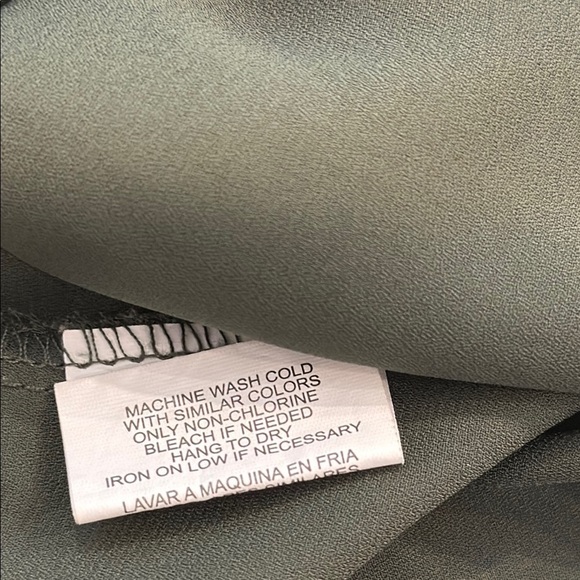 MACHINE WASH COLD
WITH SIMILAR COLORS
ONLY NON-CHLORINE
BLEACH IF NEEDED
HANG TO DRY
IRON ON LOW IF NECESSARY
LAVAR A MAQUINA EN FRIA
SIMILARES